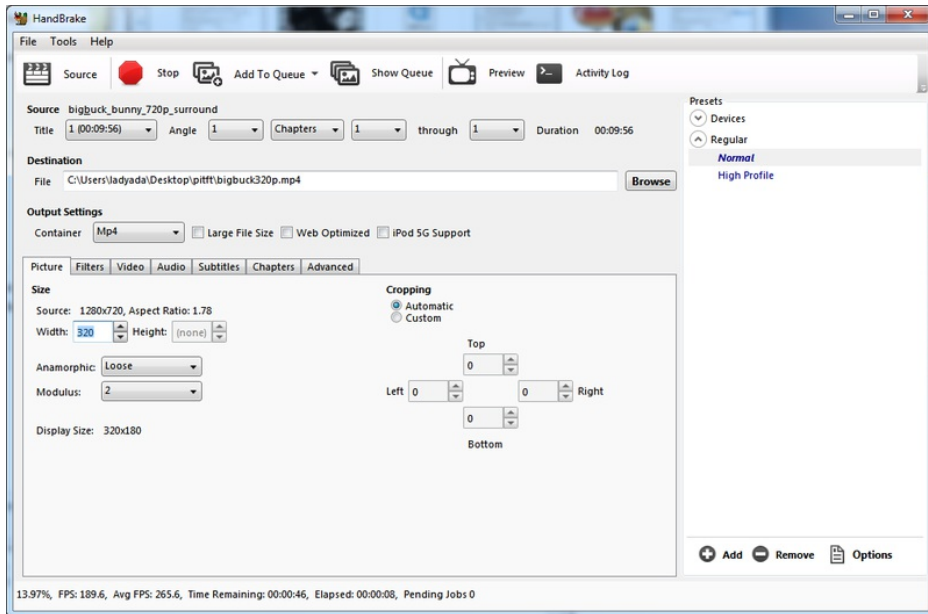 HandBrake
File Tools Help
Source Stop Add To Queue Show Queue Preview Activity Log
Source bigbuck_bunny_720p_surround
Title 1 (00:09:56) Angle 1 Chapters 1 through 1 Duration 00:09:56
Destination
File C:\Users\ladyada\Desktop\pitft\bigbuck320p.mp4 Browse
Output Settings
Container Mp4 Large File Size Web Optimized iPod 5G Support
Picture Filters Video Audio Subtitles Chapters Advanced
Size
Source: 1280x720, Aspect Ratio: 1.78
Width: 320 Height: (none)
Anamorphic: Loose
Modulus: 2
Display Size: 320x180
Cropping
Automatic
Custom
Top
0
Left 0 0 Right
0
Bottom
Presets
Devices
Regular
Normal
High Profile
Add Remove Options
13.97%, FPS: 189.6, Avg FPS: 265.6, Time Remaining: 00:00:46, Elapsed: 00:00:08, Pending Jobs 0